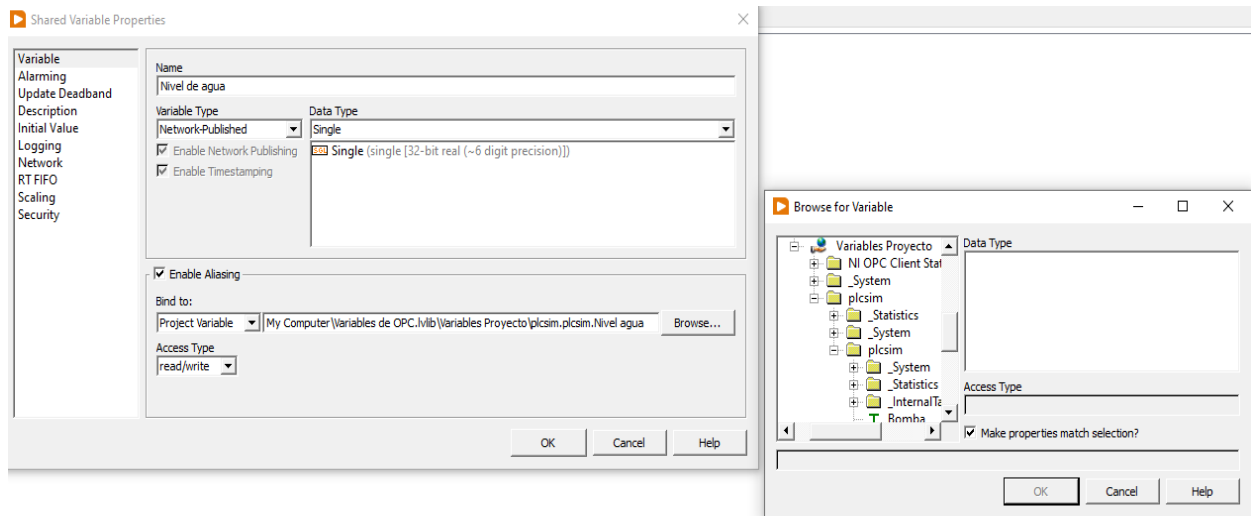 Shared Variable Properties
Variable
Alarming
Update Deadband
Description
Initial Value
Logging
Network
RT FIFO
Scaling
Security
Name
Nivel de agua
Variable Type
Data Type
Network-Published
Single
Enable Network Publishing
Enable Timestamping
SGL Single (single [32-bit real (~6 digit precision)])
Enable Aliasing
Bind to:
Project Variable
My Computer\Variables de OPC.lvlib\Variables Proyecto\plcsim.plcsim.Nivel agua
Browse...
Access Type
read/write
OK
Cancel
Help
Browse for Variable
Variables Proyecto
NI OPC Client Stat
_System
plcsim
_Statistics
_System
plcsim
_System
_Statistics
_InternalTa
Bomba
Data Type
Access Type
Make properties match selection?
OK
Cancel
Help